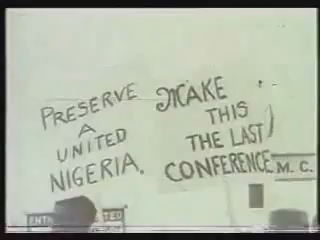 PRESERVE
A
UNITED
NIGERIA.
MAKE
THIS
THE LAST
CONFERENCE
M. C.